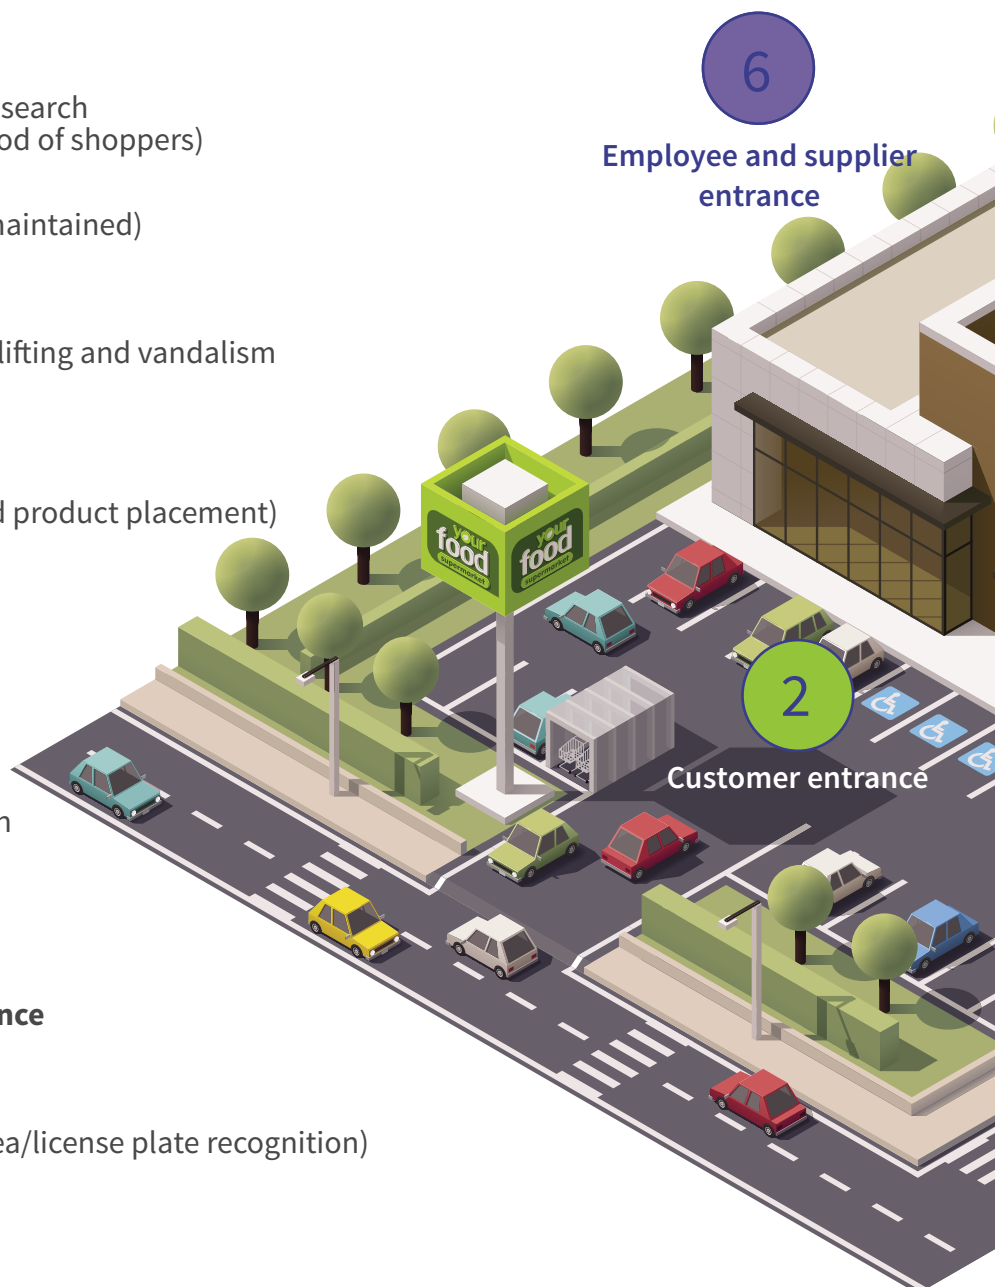 6
Employee and supplier
entrance
search
od of shoppers)
naintained)
lifting and vandalism
d product placement)
your
food
supermarket
your
food
supermarket
2
Customer entrance
n
nce
ea/license plate recognition)